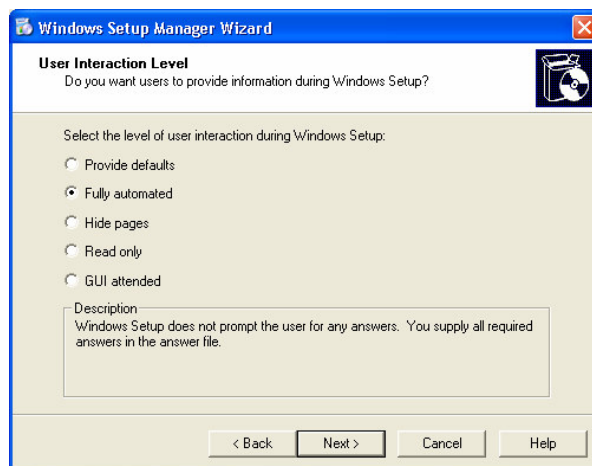 Windows Setup Manager Wizard
User Interaction Level
Do you want users to provide information during Windows Setup?
Select the level of user interaction during Windows Setup:
Provide defaults
Fully automated
Hide pages
Read only
GUI attended
Description
Windows Setup does not prompt the user for any answers. You supply all required
answers in the answer file.
< Back Next > Cancel Help